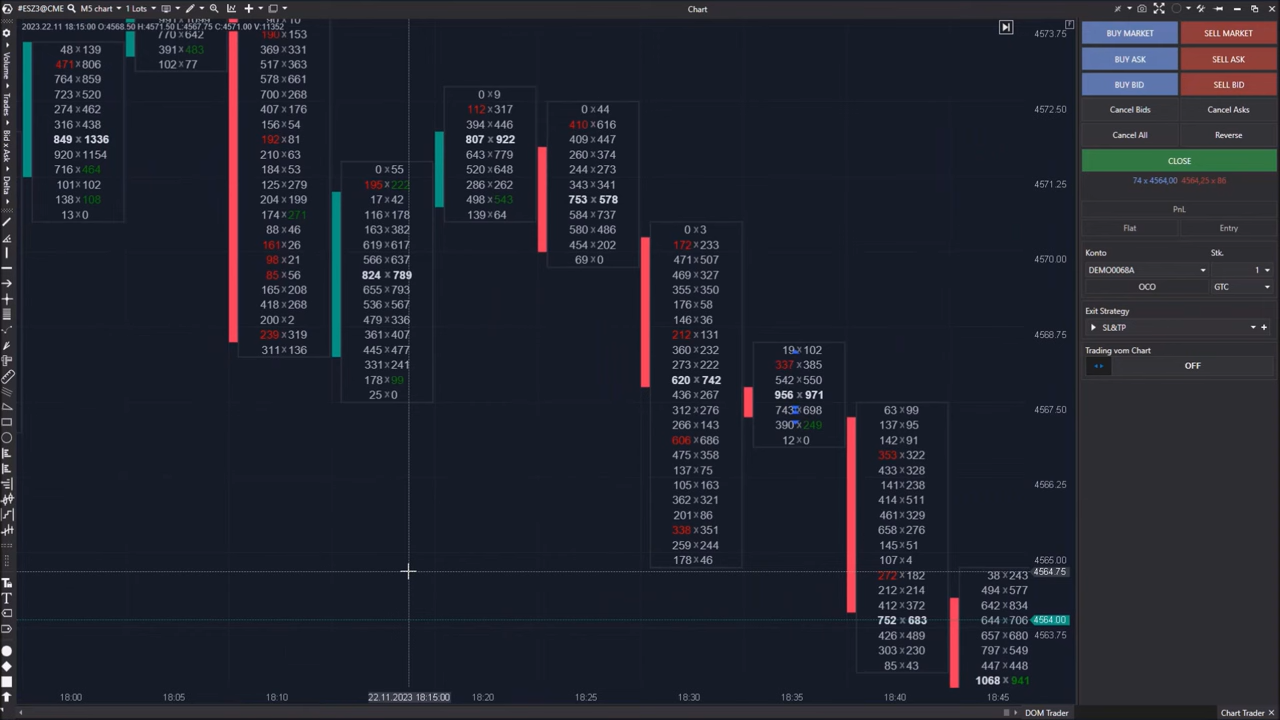 #ESZ3@CME M5 chart 1 Lots
Chart
2023.22.11 18:15:00 O:4568.50 H:4571.50 L:4567.75 C:4571.00 V:11352
Volume
Trades
Bid x Ask
Delta
48 x 139
471 x 806
764 x 859
723 x 520
274 x 462
316 x 438
849 x 1336
920 x 1154
716 x 464
101 x 102
138 x 108
13 x 0
770 x 642
391 x 483
102 x 77
190 x 153
369 x 331
517 x 363
578 x 661
700 x 268
407 x 176
156 x 54
192 x 81
210 x 63
184 x 53
125 x 279
204 x 199
174 x 271
88 x 46
161 x 26
98 x 21
85 x 56
165 x 208
418 x 268
200 x 2
239 x 319
311 x 136
0 x 55
195 x 222
17 x 42
116 x 178
163 x 382
619 x 617
566 x 637
824 x 789
655 x 793
536 x 567
479 x 336
361 x 407
445 x 477
331 x 241
178 x 99
25 x 0
0 x 9
112 x 317
394 x 446
807 x 922
643 x 779
520 x 648
286 x 262
498 x 543
139 x 64
0 x 44
410 x 616
409 x 447
260 x 374
244 x 273
343 x 341
753 x 578
584 x 737
580 x 486
454 x 202
69 x 0
0 x 3
172 x 233
471 x 507
469 x 327
355 x 350
176 x 58
146 x 36
212 x 131
360 x 232
273 x 222
620 x 742
436 x 267
312 x 276
266 x 143
606 x 686
475 x 358
137 x 75
105 x 163
362 x 321
201 x 86
338 x 351
259 x 244
178 x 46
19 x 102
337 x 385
542 x 550
956 x 971
743 x 698
390 x 249
12 x 0
63 x 99
137 x 95
142 x 91
353 x 322
433 x 328
141 x 238
414 x 511
461 x 329
658 x 276
145 x 51
107 x 4
272 x 182
212 x 214
412 x 372
752 x 683
426 x 489
303 x 230
85 x 43
38 x 243
494 x 577
642 x 834
644 x 706
657 x 680
797 x 549
447 x 448
1068 x 941
4573.75
4572.50
4571.25
4570.00
4568.75
4567.50
4566.25
4565.00
4564.75
4564.00
4563.75
18:00 18:05 18:10 22.11.2023 18:15:00 18:20 18:25 18:30 18:35 18:40 18:45
BUY MARKET SELL MARKET
BUY ASK SELL ASK
BUY BID SELL BID
Cancel Bids Cancel Asks
Cancel All Reverse
CLOSE
74 x 4564,00 4564,25 x 86
PnL
Flat Entry
Konto Stk.
DEMO0068A 1
OCO GTC
Exit Strategy
SL&TP
Trading vom Chart
OFF
DOM Trader Chart Trader